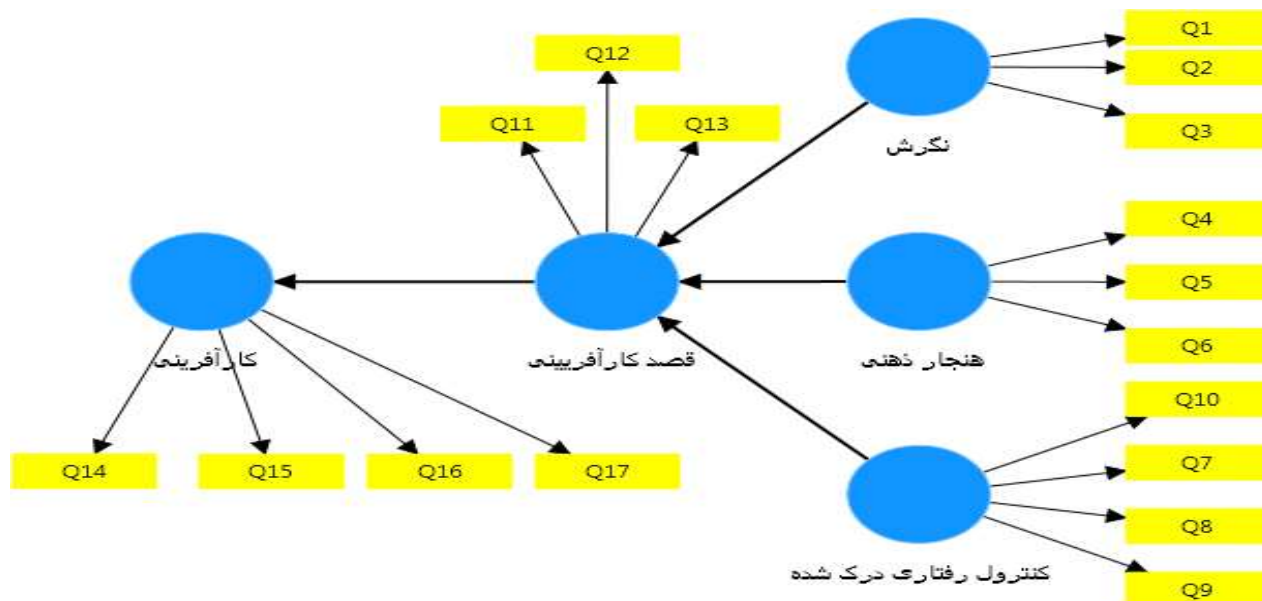 Q1
Q12
Q2
Q11
Q13
Q3
نگرش
Q4
Q5
Q6
کارآفرینی
قصد کارآفریینی
هنجار ذهنی
Q10
Q14
Q15
Q16
Q17
Q7
Q8
کنترول رفتاری درک شده
Q9